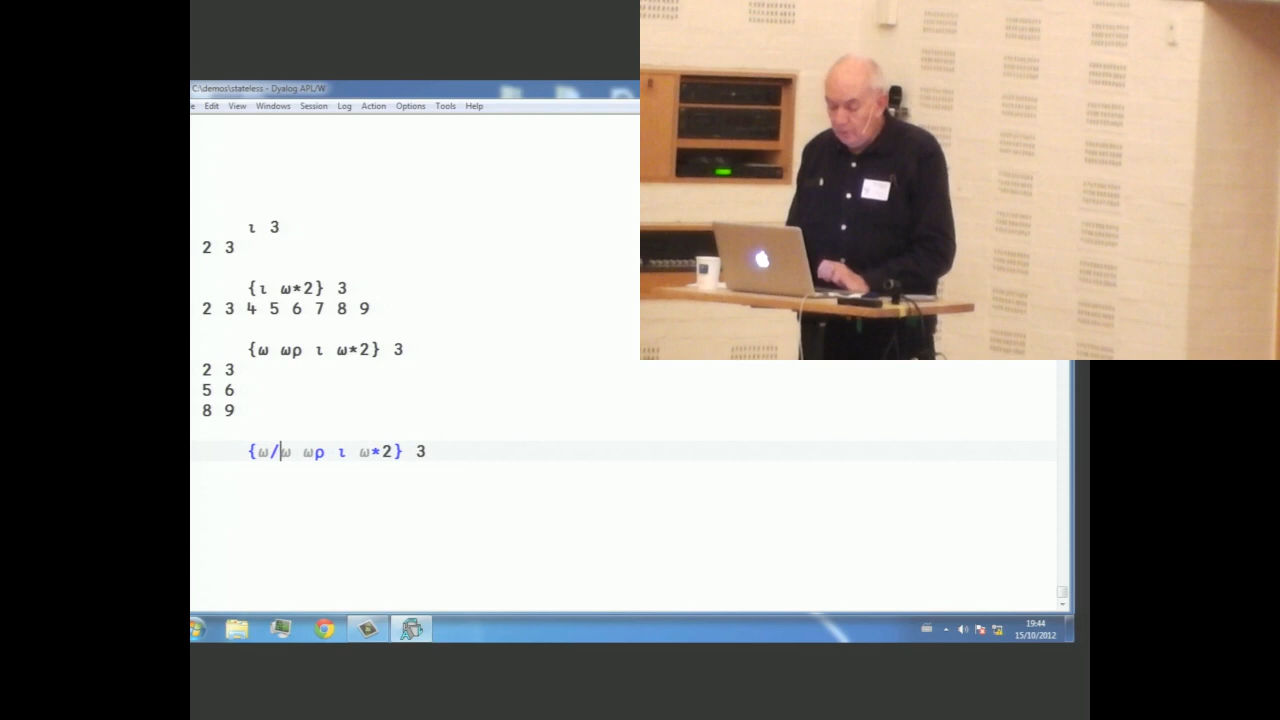 C:\demos\stateless - Dyalog APL/W
e Edit View Windows Session Log Action Options Tools Help
⍳ 3
2 3
{⍳ ⍵*2} 3
2 3 4 5 6 7 8 9
{⍵ ⍵⍴ ⍳ ⍵*2} 3
2 3
5 6
8 9
{⍵/⍵ ⍵⍴ ⍳ ⍵*2} 3
19:44
15/10/2012